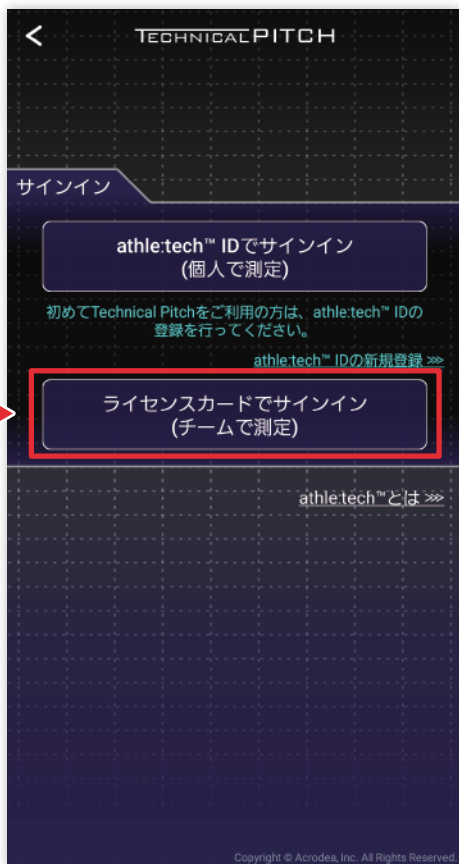 TECHNICALPITCH
サインイン
athle:tech™ IDでサインイン
(個人で測定)
初めてTechnical Pitchをご利用の方は、athle:tech™ IDの
登録を行ってください。
athle:tech™ IDの新規登録 >>>
ライセンスカードでサインイン
(チームで測定)
athle:tech™とは >>>
Copyright © Acrodea, Inc. All Rights Reserved.